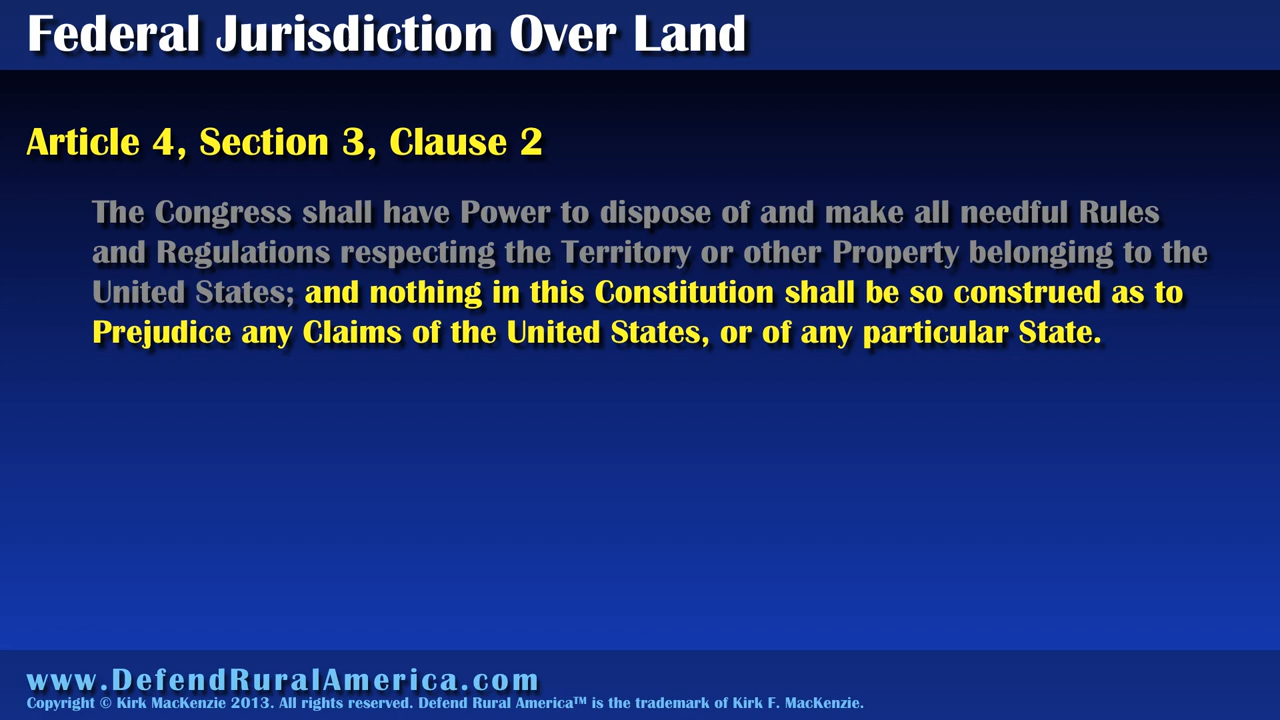 Federal Jurisdiction Over Land
Article 4, Section 3, Clause 2
The Congress shall have Power to dispose of and make all needful Rules
and Regulations respecting the Territory or other Property belonging to the
United States; and nothing in this Constitution shall be so construed as to
Prejudice any Claims of the United States, or of any particular State.
www.DefendRuralAmerica.com
Copyright © Kirk MacKenzie 2013. All rights reserved. Defend Rural America™ is the trademark of Kirk F. MacKenzie.